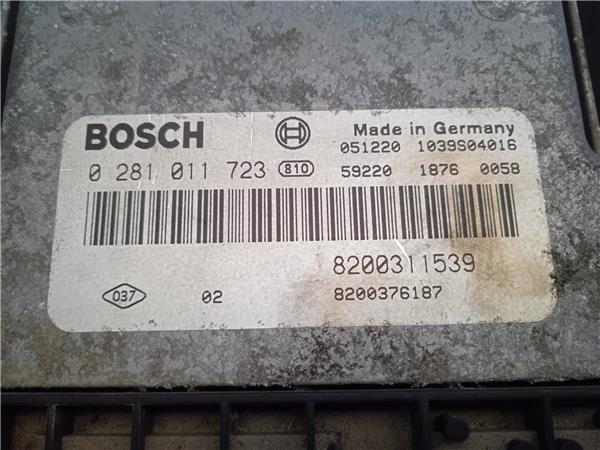 BOSCH
Made in Germany
051220 1039S04016
0 281 011 723 810 59220 1876 0058
8200311539
037 02 8200376187